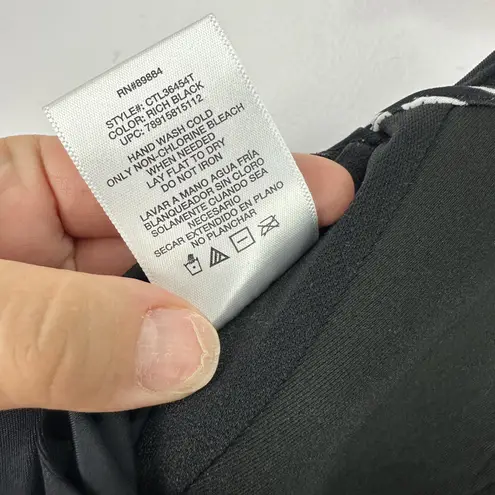 RN#89884
STYLE#: CTL36454T
COLOR: RICH BLACK
UPC: 78915815112
HAND WASH COLD
ONLY NON-CHLORINE BLEACH
WHEN NEEDED
LAY FLAT TO DRY
DO NOT IRON
LAVAR A MANO AGUA FRÍA
BLANQUEADOR SIN CLORO
SOLAMENTE CUANDO SEA
NECESARIO
SECAR EXTENDIDO EN PLANO
NO PLANCHAR